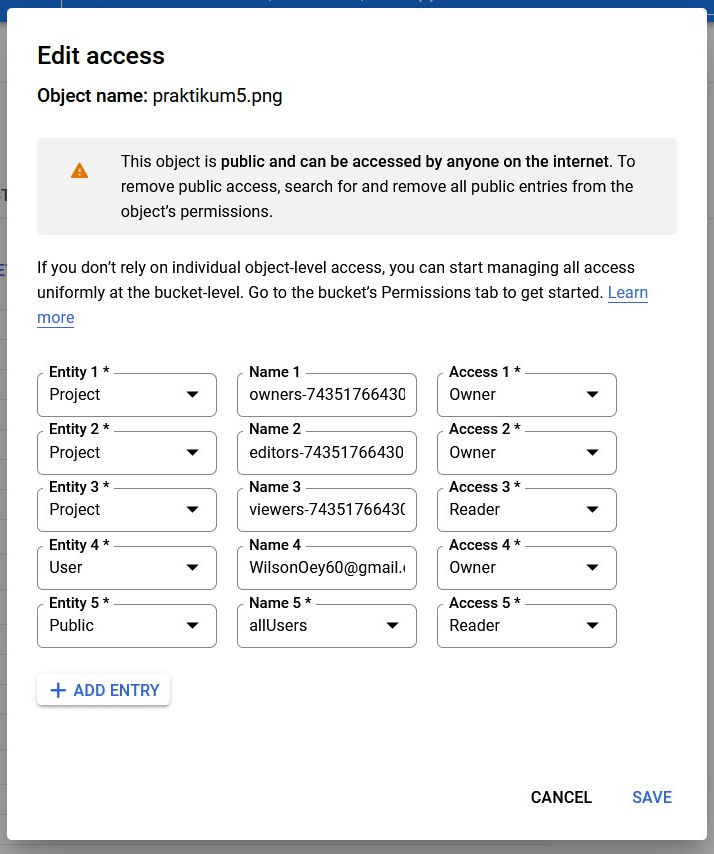 Edit access
Object name: praktikum5.png
This object is public and can be accessed by anyone on the internet. To
remove public access, search for and remove all public entries from the
object's permissions.
If you don't rely on individual object-level access, you can start managing all access
uniformly at the bucket-level. Go to the bucket's Permissions tab to get started. Learn
more
Entity 1 * Name 1 Access 1 *
Project owners-74351766430 Owner
Entity 2 * Name 2 Access 2 *
Project editors-74351766430 Owner
Entity 3 * Name 3 Access 3 *
Project viewers-74351766430 Reader
Entity 4 * Name 4 Access 4 *
User WilsonOey60@gmail. Owner
Entity 5 * Name 5 * Access 5 *
Public allUsers Reader
+ ADD ENTRY
CANCEL SAVE